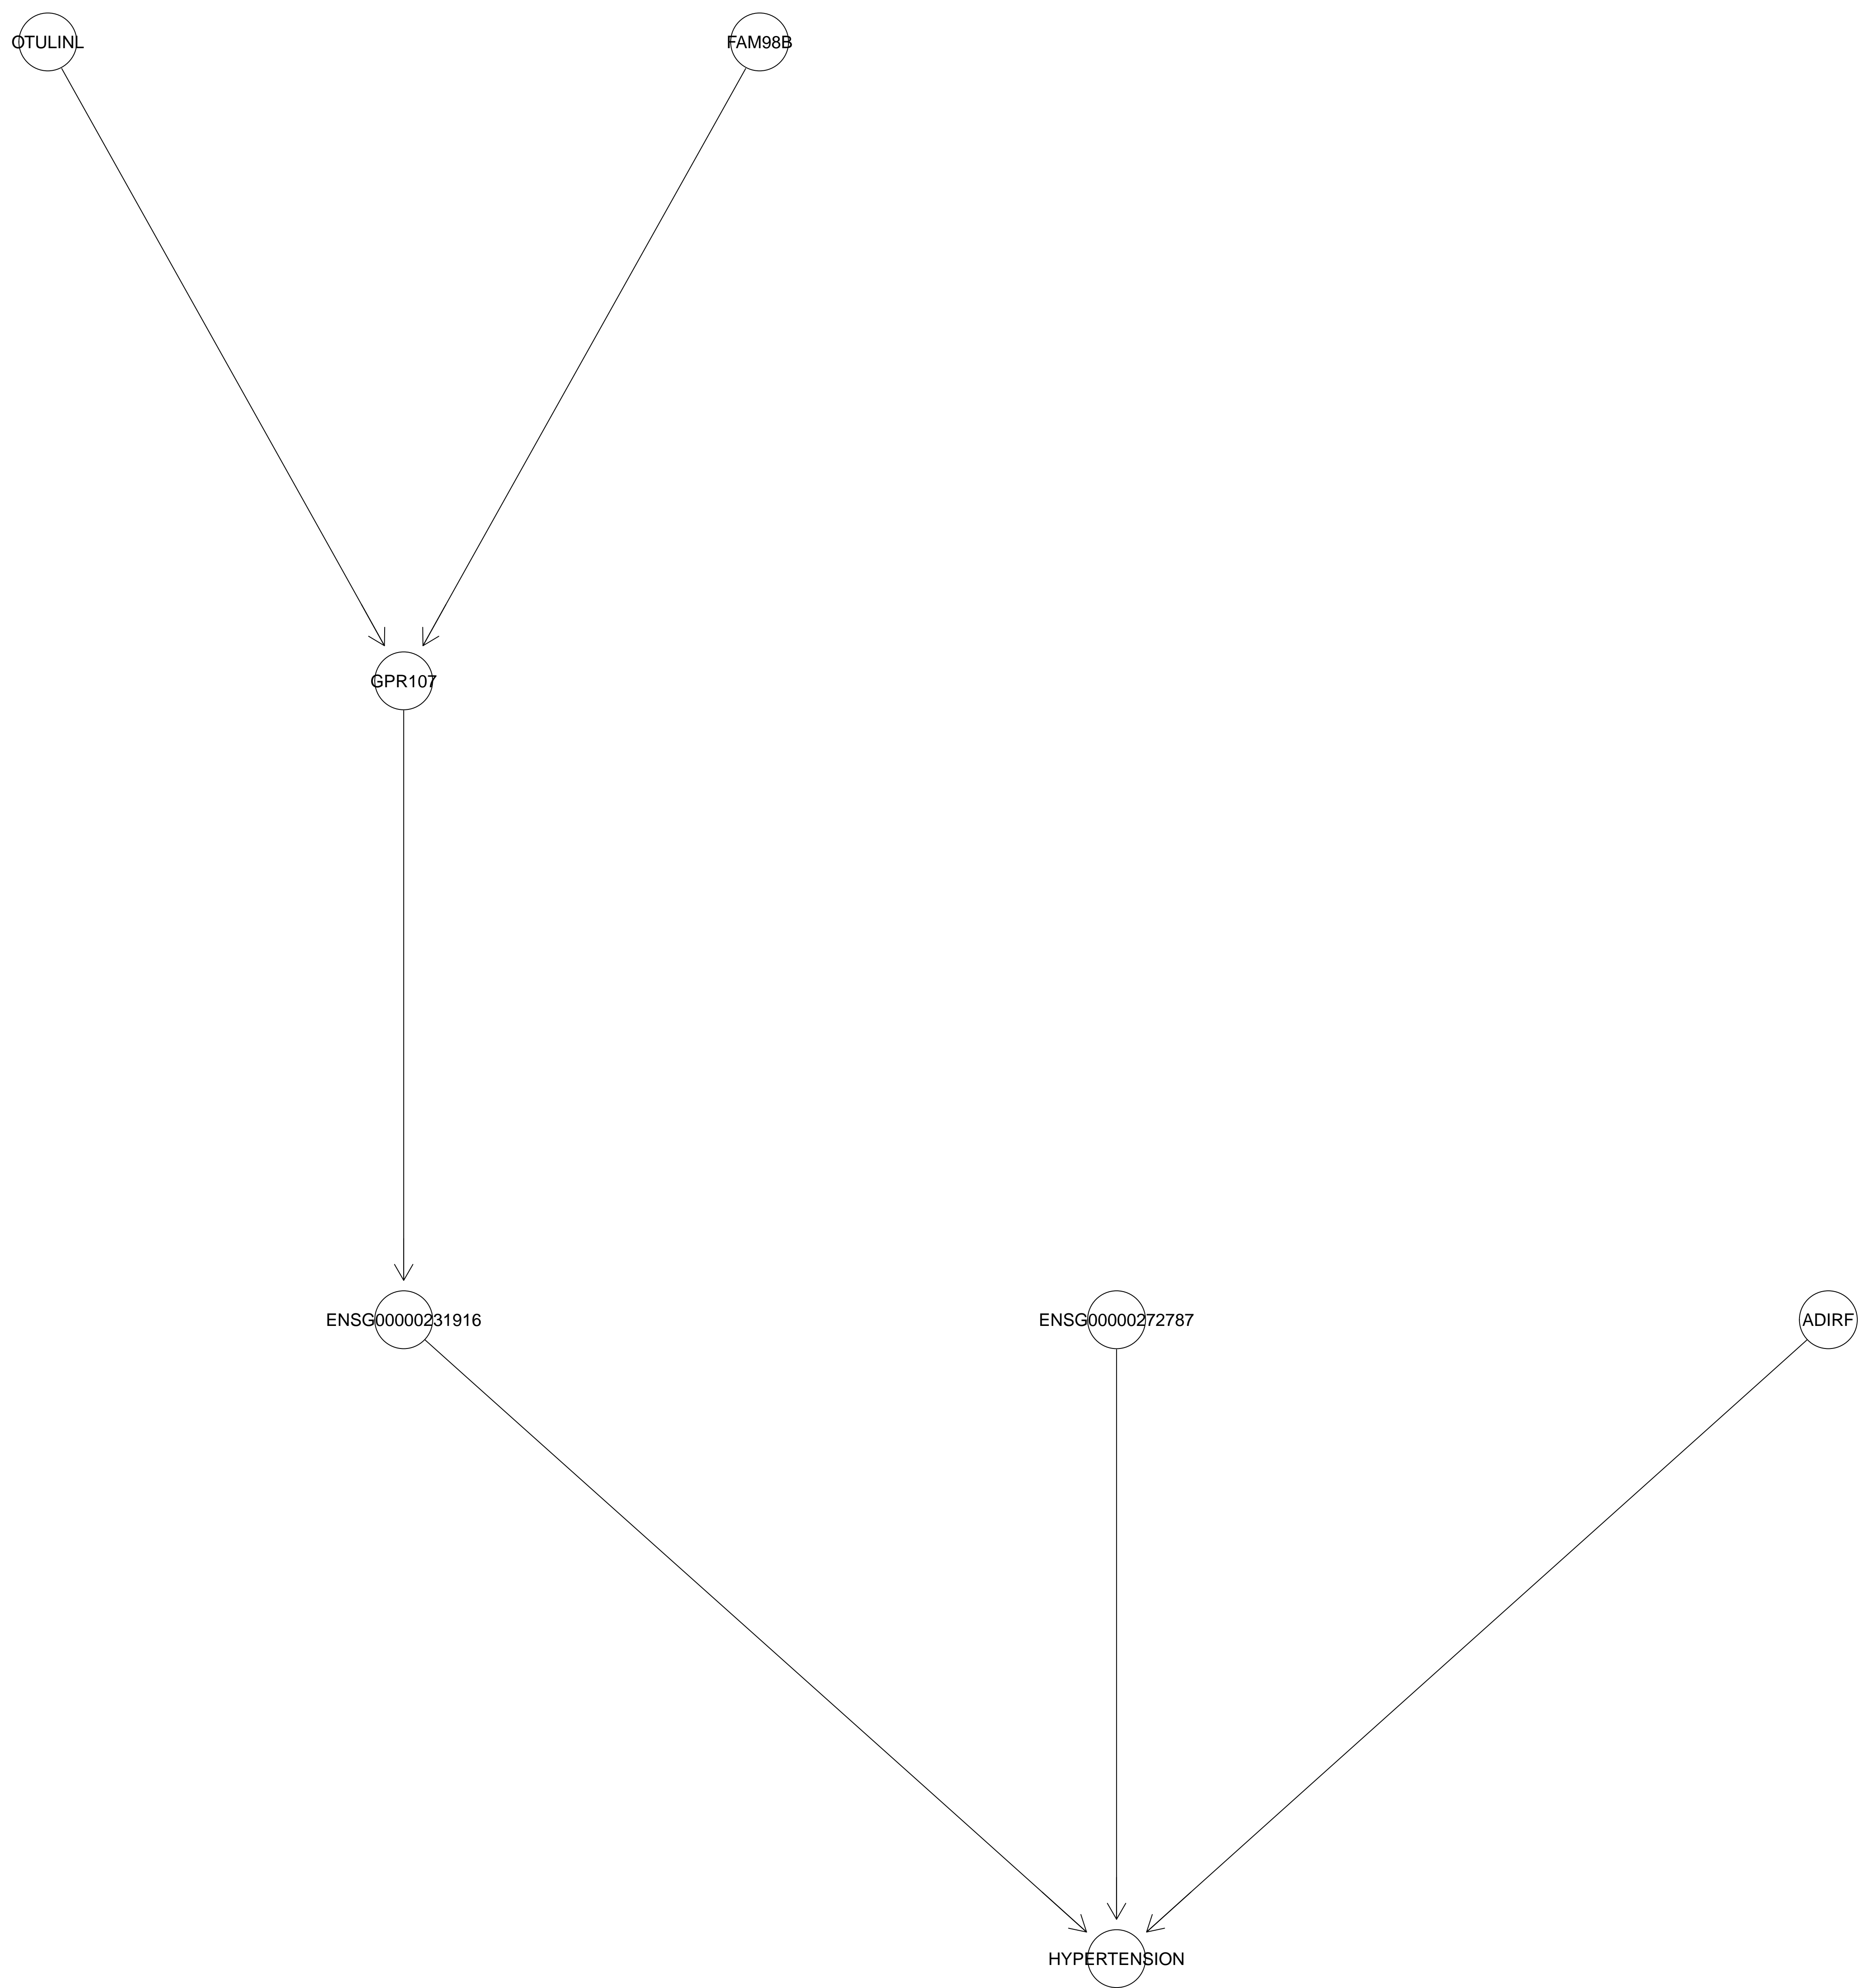 OTULINL
FAM98B
GPR107
ENSG00000231916
ENSG00000272787
ADIRF
HYPERTENSION